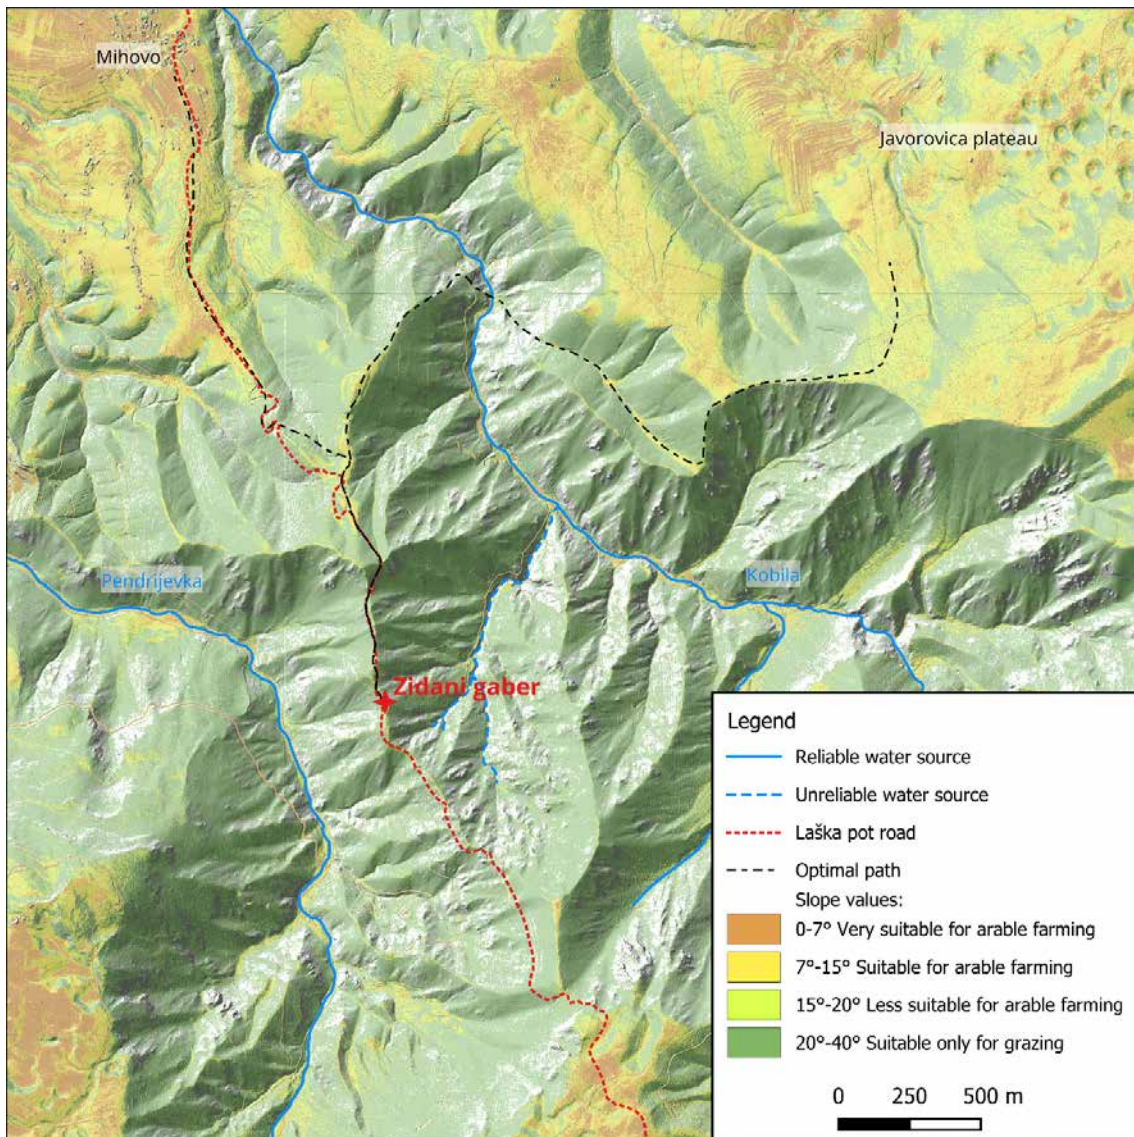 Mihovo
Javorovica plateau
Pendrijevka
Kobila
Zidani gaber
Legend
Reliable water source
Unreliable water source
Laška pot road
Optimal path
Slope values:
0-7° Very suitable for arable farming
7°-15° Suitable for arable farming
15°-20° Less suitable for arable farming
20°-40° Suitable only for grazing
0 250 500 m